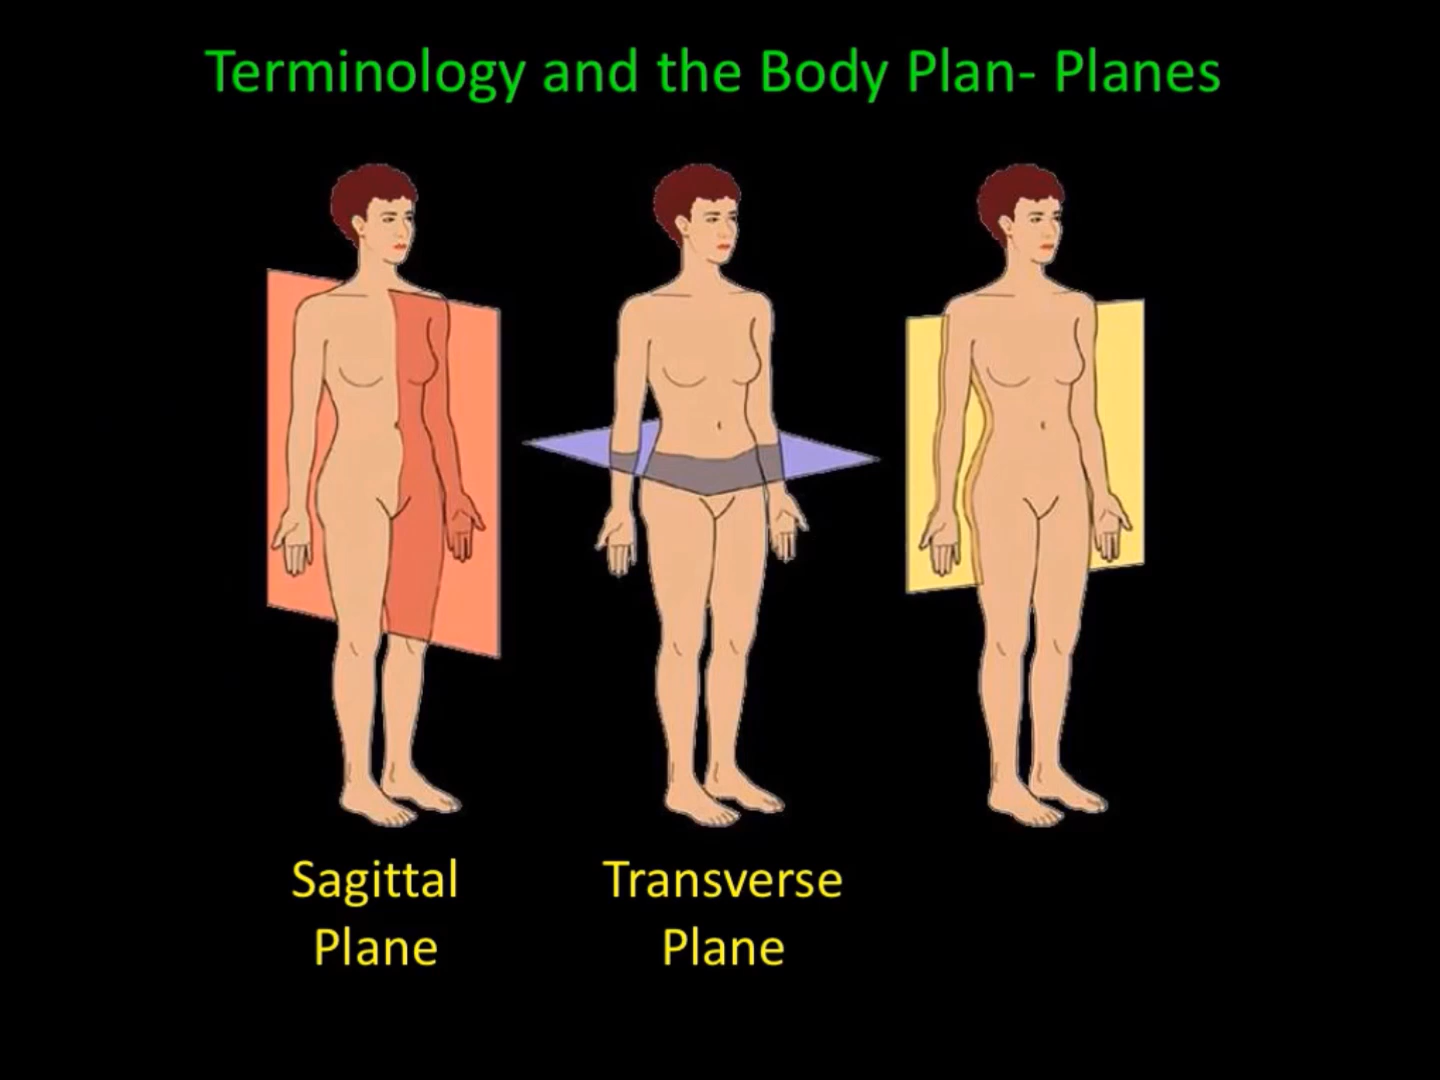 Terminology and the Body Plan- Planes
Sagittal
Plane
Transverse
Plane